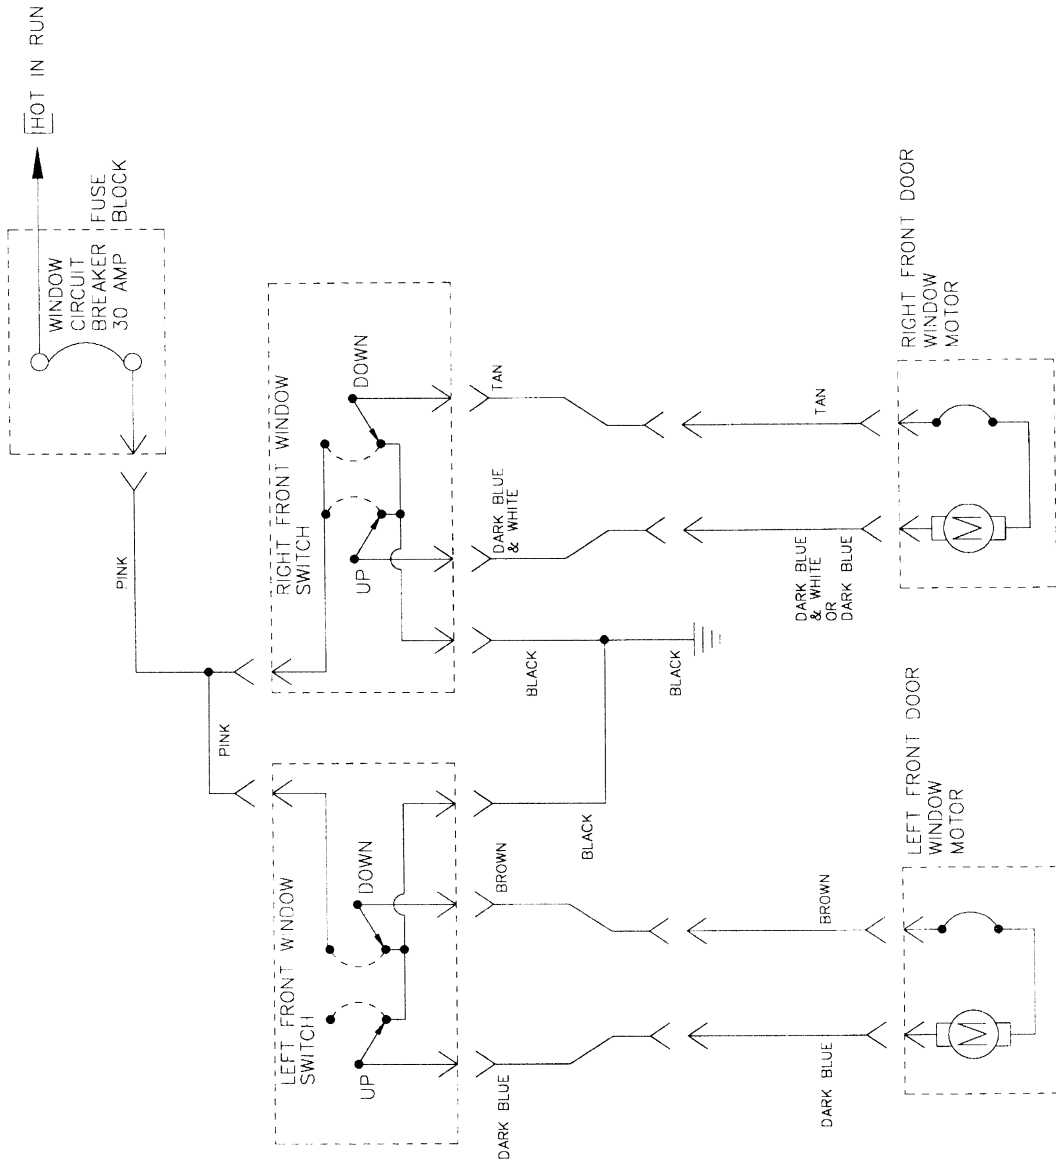 HOT IN RUN
WINDOW
CIRCUIT
BREAKER
30 AMP
FUSE
BLOCK
PINK
PINK
RIGHT FRONT WINDOW
SWITCH
UP
DOWN
LEFT FRONT WINDOW
SWITCH
UP
DOWN
TAN
DARK BLUE
& WHITE
BLACK
BLACK
BLACK
BROWN
DARK BLUE
TAN
DARK BLUE
& WHITE
OR
DARK BLUE
BROWN
DARK BLUE
RIGHT FRONT DOOR
WINDOW
MOTOR
M
LEFT FRONT DOOR
WINDOW
MOTOR
M